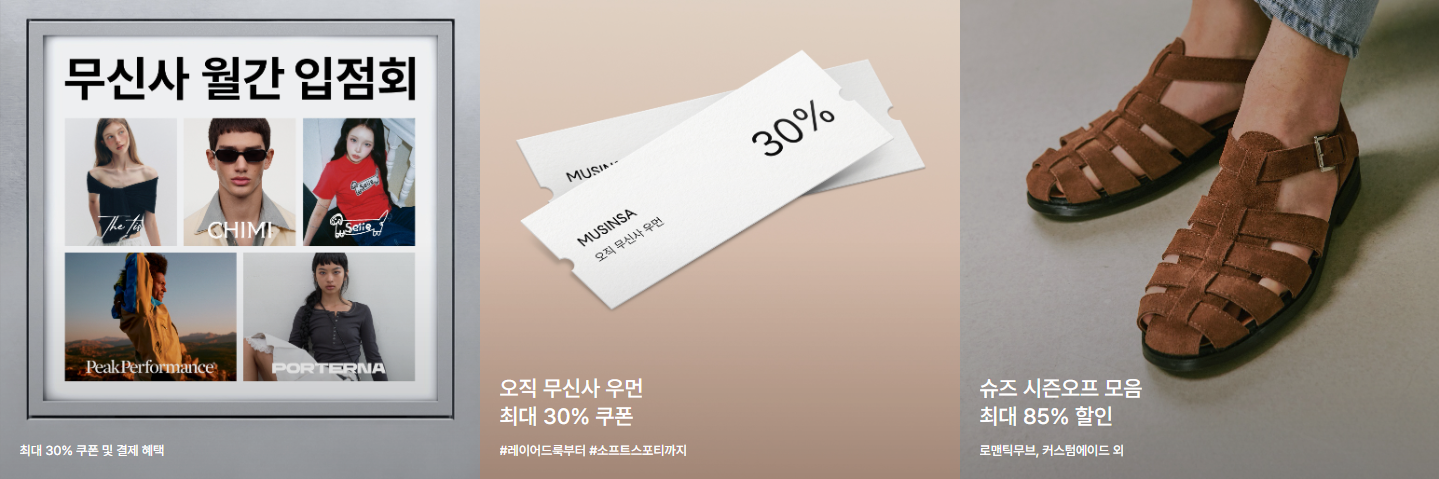 무신사 월간 입점회
CHIMI
Salie
PeakPerformance
PORTERNA
최대 30% 쿠폰 및 결제 혜택
30%
MUSINSA
오직 무신사 우먼
오직 무신사 우먼
최대 30% 쿠폰
#레이어드룩부터 #소프트스포티까지
슈즈 시즌오프 모음
최대 85% 할인
로맨틱무브, 커스텀에이드 외